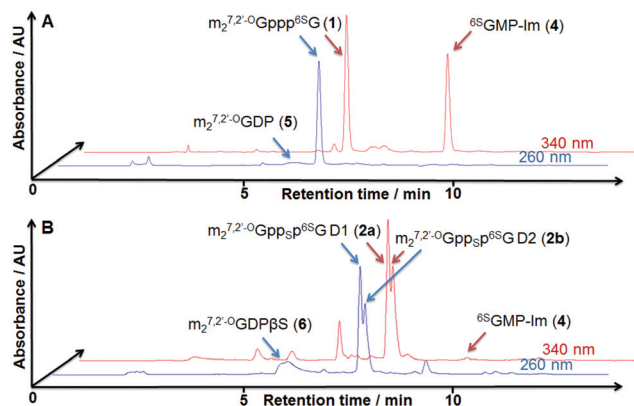 A
Absorbance / AU
m₂⁷,²'⁻ᴼGppp⁶ˢG (1)
⁶ˢGMP-Im (4)
m₂⁷,²'⁻ᴼGDP (5)
340 nm
260 nm
0
5
10
Retention time / min
B
Absorbance / AU
m₂⁷,²'⁻ᴼGppₛp⁶ˢG D1 (2a)
m₂⁷,²'⁻ᴼGppₛp⁶ˢG D2 (2b)
m₂⁷,²'⁻ᴼGDPβS (6)
⁶ˢGMP-Im (4)
340 nm
260 nm
0
5
10
Retention time / min